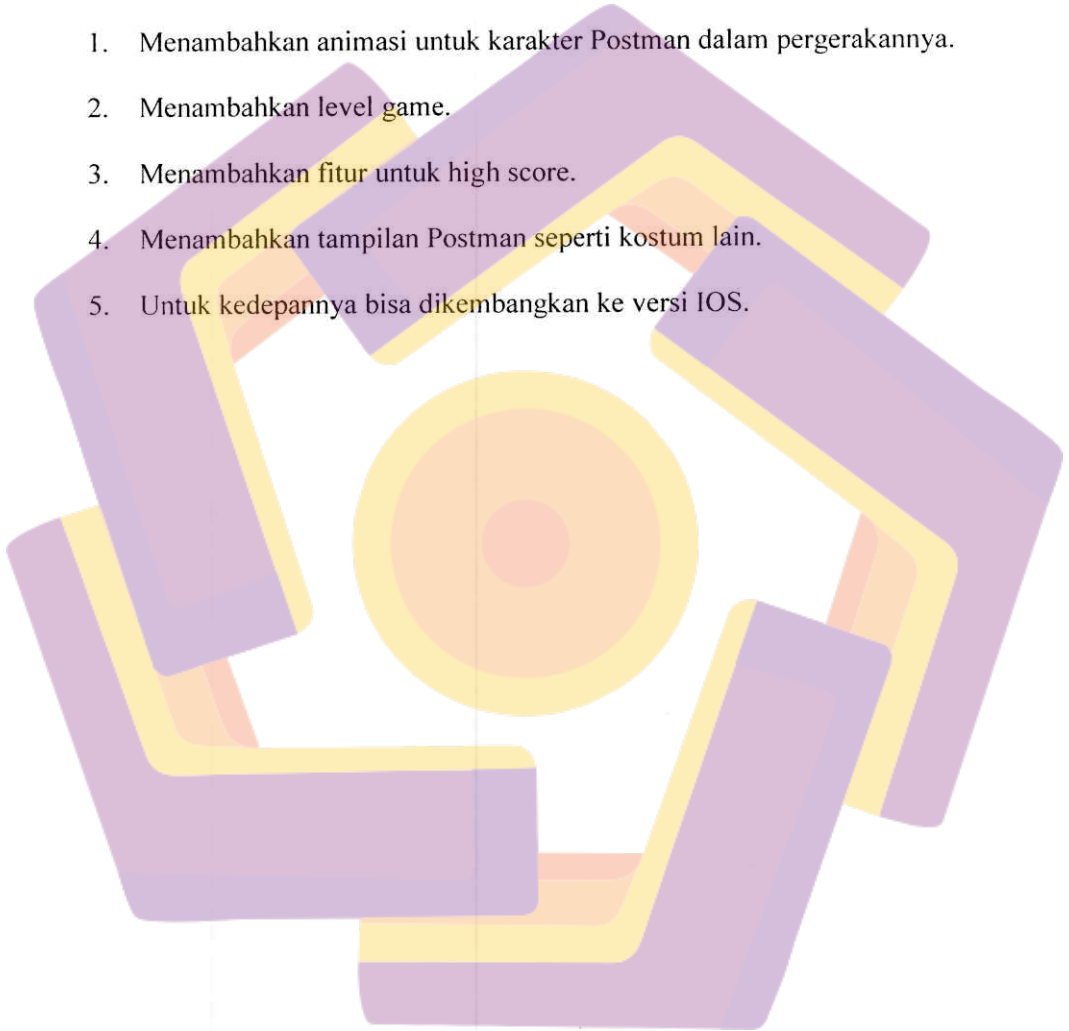 1. Menambahkan animasi untuk karakter Postman dalam pergerakannya.
2. Menambahkan level game.
3. Menambahkan fitur untuk high score.
4. Menambahkan tampilan Postman seperti kostum lain.
5. Untuk kedepannya bisa dikembangkan ke versi IOS.